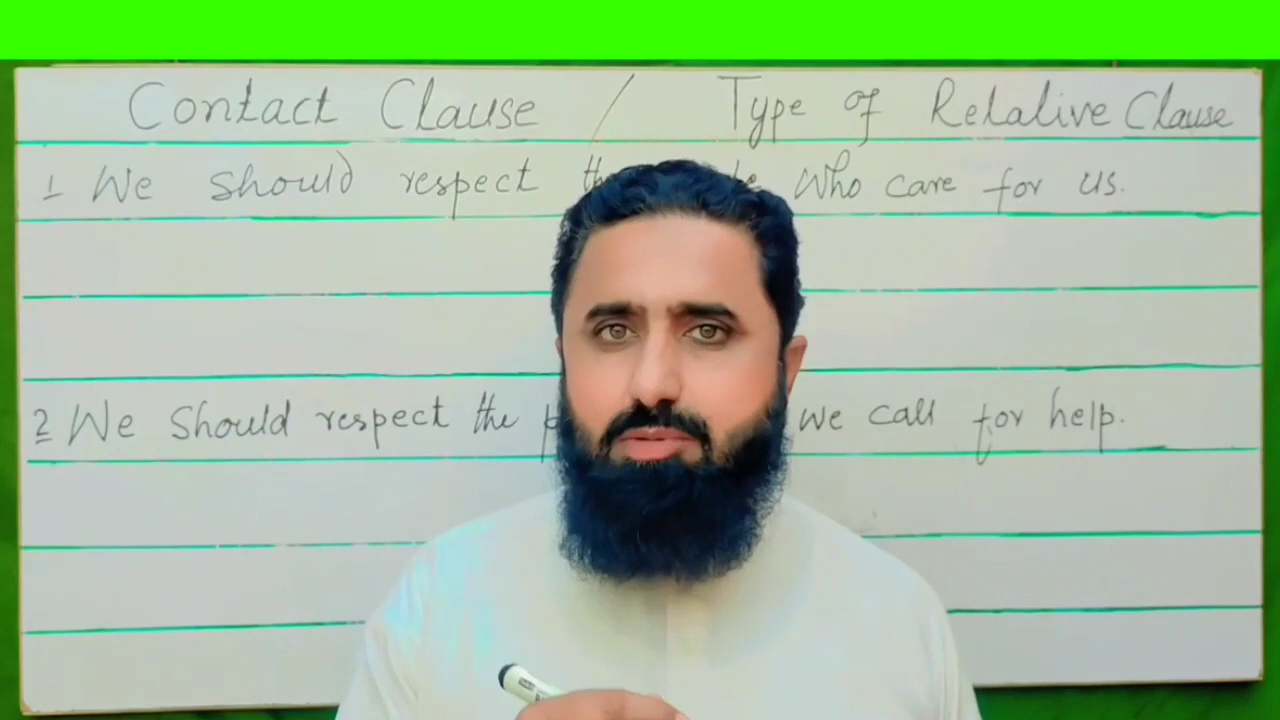 Contact Clause / Type of Relative Clause
1 We should respect Who care for us.
2 We Should respect the we call for help.